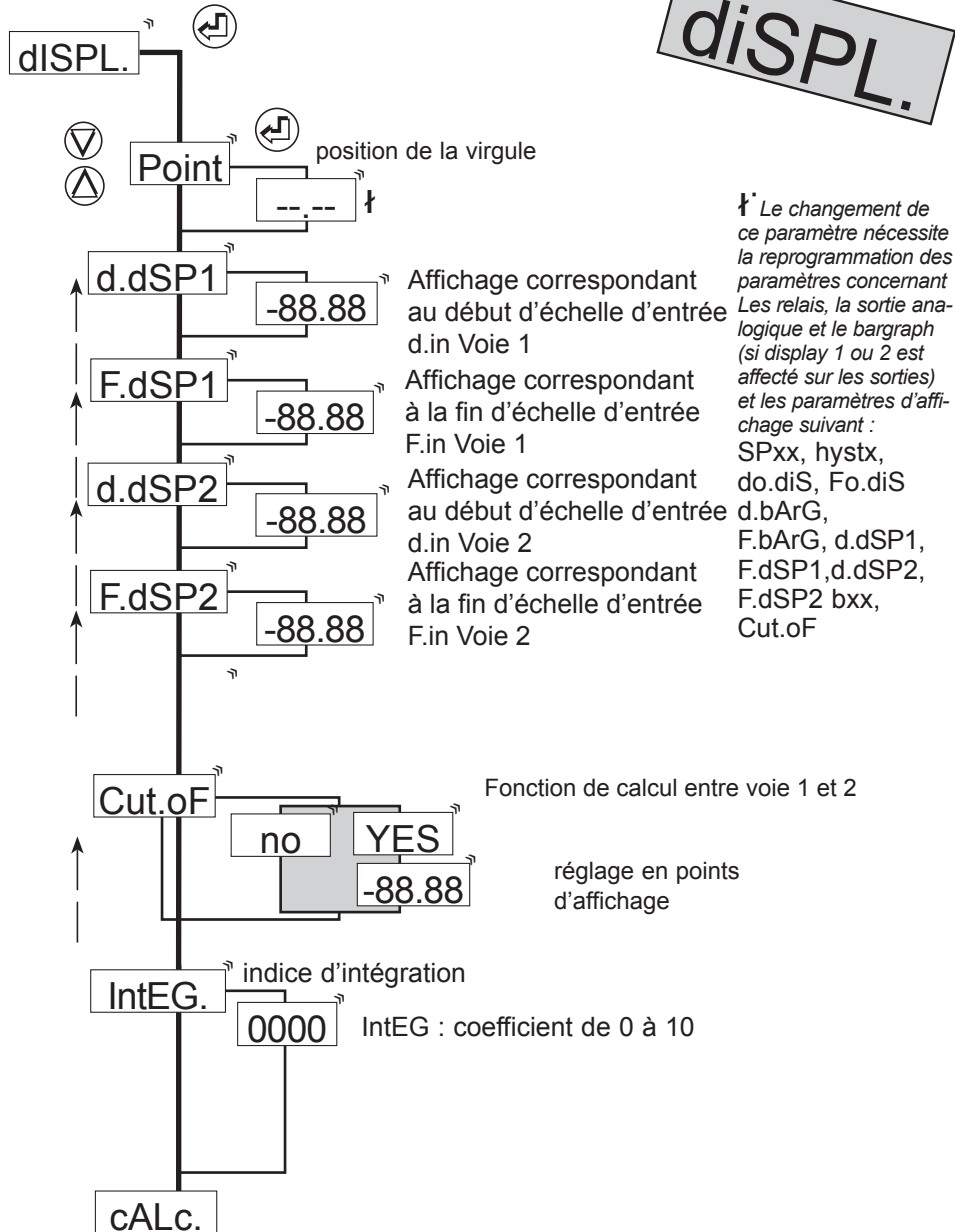 dISPL.
diSPL.
Point
position de la virgule
--.-- ł
d.dSP1
-88.88
Affichage correspondant
au début d'échelle d'entrée
d.in Voie 1
F.dSP1
-88.88
Affichage correspondant
à la fin d'échelle d'entrée
F.in Voie 1
d.dSP2
-88.88
Affichage correspondant
au début d'échelle d'entrée
d.in Voie 2
F.dSP2
-88.88
Affichage correspondant
à la fin d'échelle d'entrée
F.in Voie 2
ł˙ Le changement de
ce paramètre nécessite
la reprogrammation des
paramètres concernant
Les relais, la sortie ana-
logique et le bargraph
(si display 1 ou 2 est
affecté sur les sorties)
et les paramètres d'affi-
chage suivant :
SPxx, hystx,
do.diS, Fo.diS
d.bArG,
F.bArG, d.dSP1,
F.dSP1,d.dSP2,
F.dSP2 bxx,
Cut.oF
Cut.oF
Fonction de calcul entre voie 1 et 2
no
YES
-88.88
réglage en points
d'affichage
IntEG.
indice d'intégration
0000
IntEG : coefficient de 0 à 10
cALc.